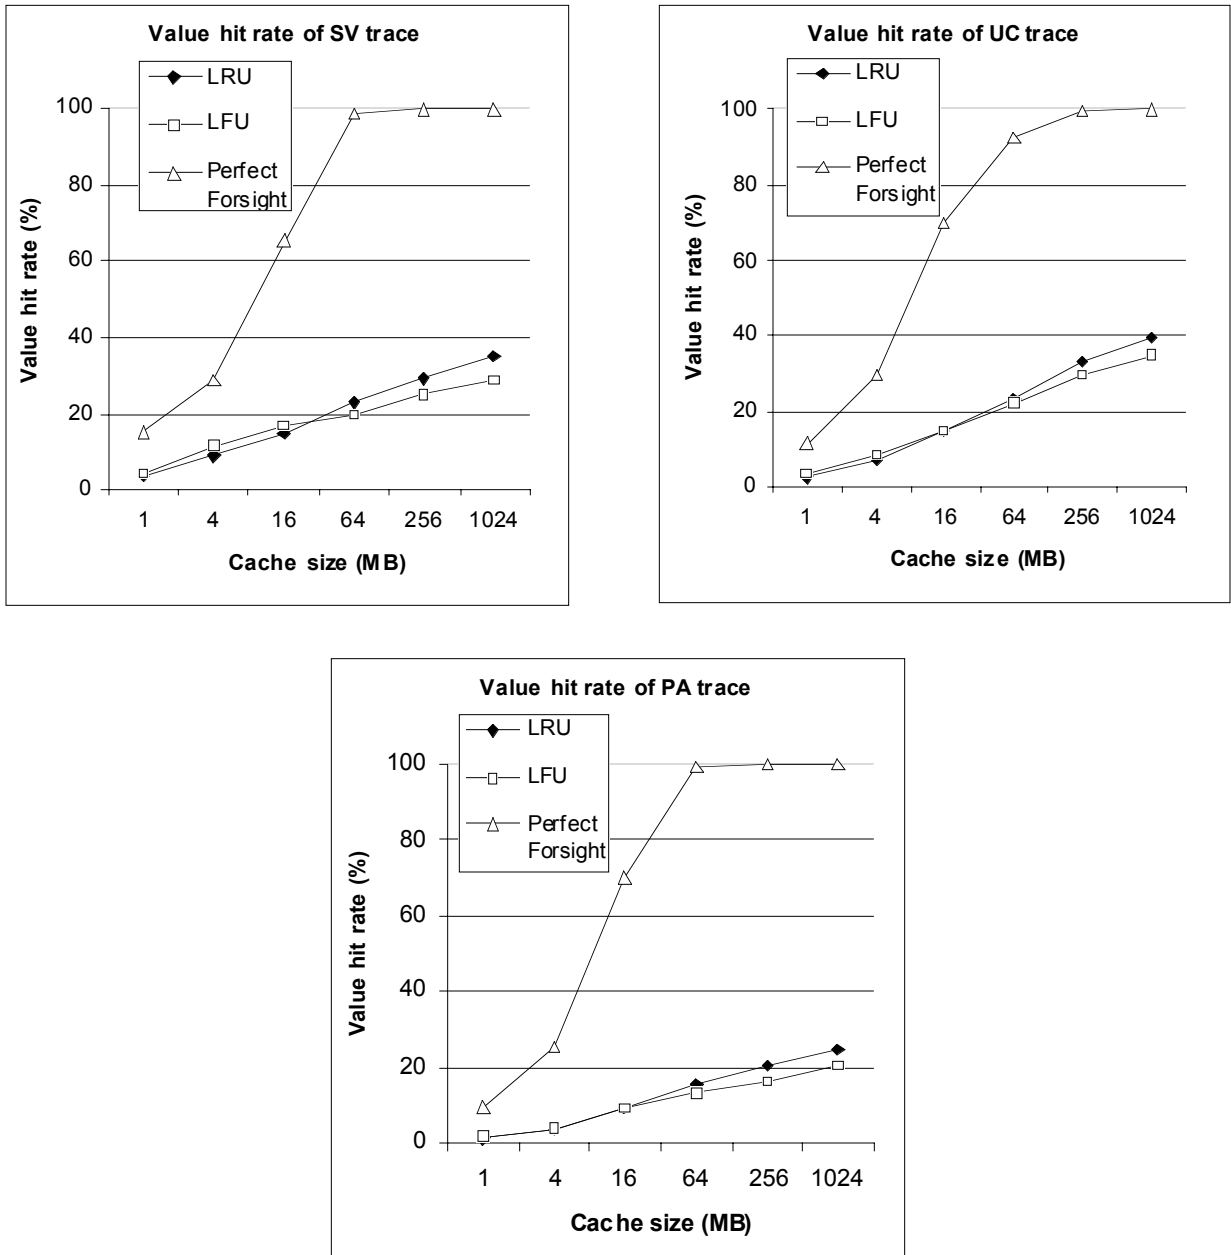 Value hit rate of SV trace
LRU
LFU
Perfect
Forsight
100
80
60
40
20
0
Value hit rate (%)
1 4 16 64 256 1024
Cache size (MB)
Value hit rate of UC trace
LRU
LFU
Perfect
Forsight
100
80
60
40
20
0
Value hit rate (%)
1 4 16 64 256 1024
Cache size (MB)
Value hit rate of PA trace
LRU
LFU
Perfect
Forsight
100
80
60
40
20
0
Value hit rate (%)
1 4 16 64 256 1024
Cache size (MB)